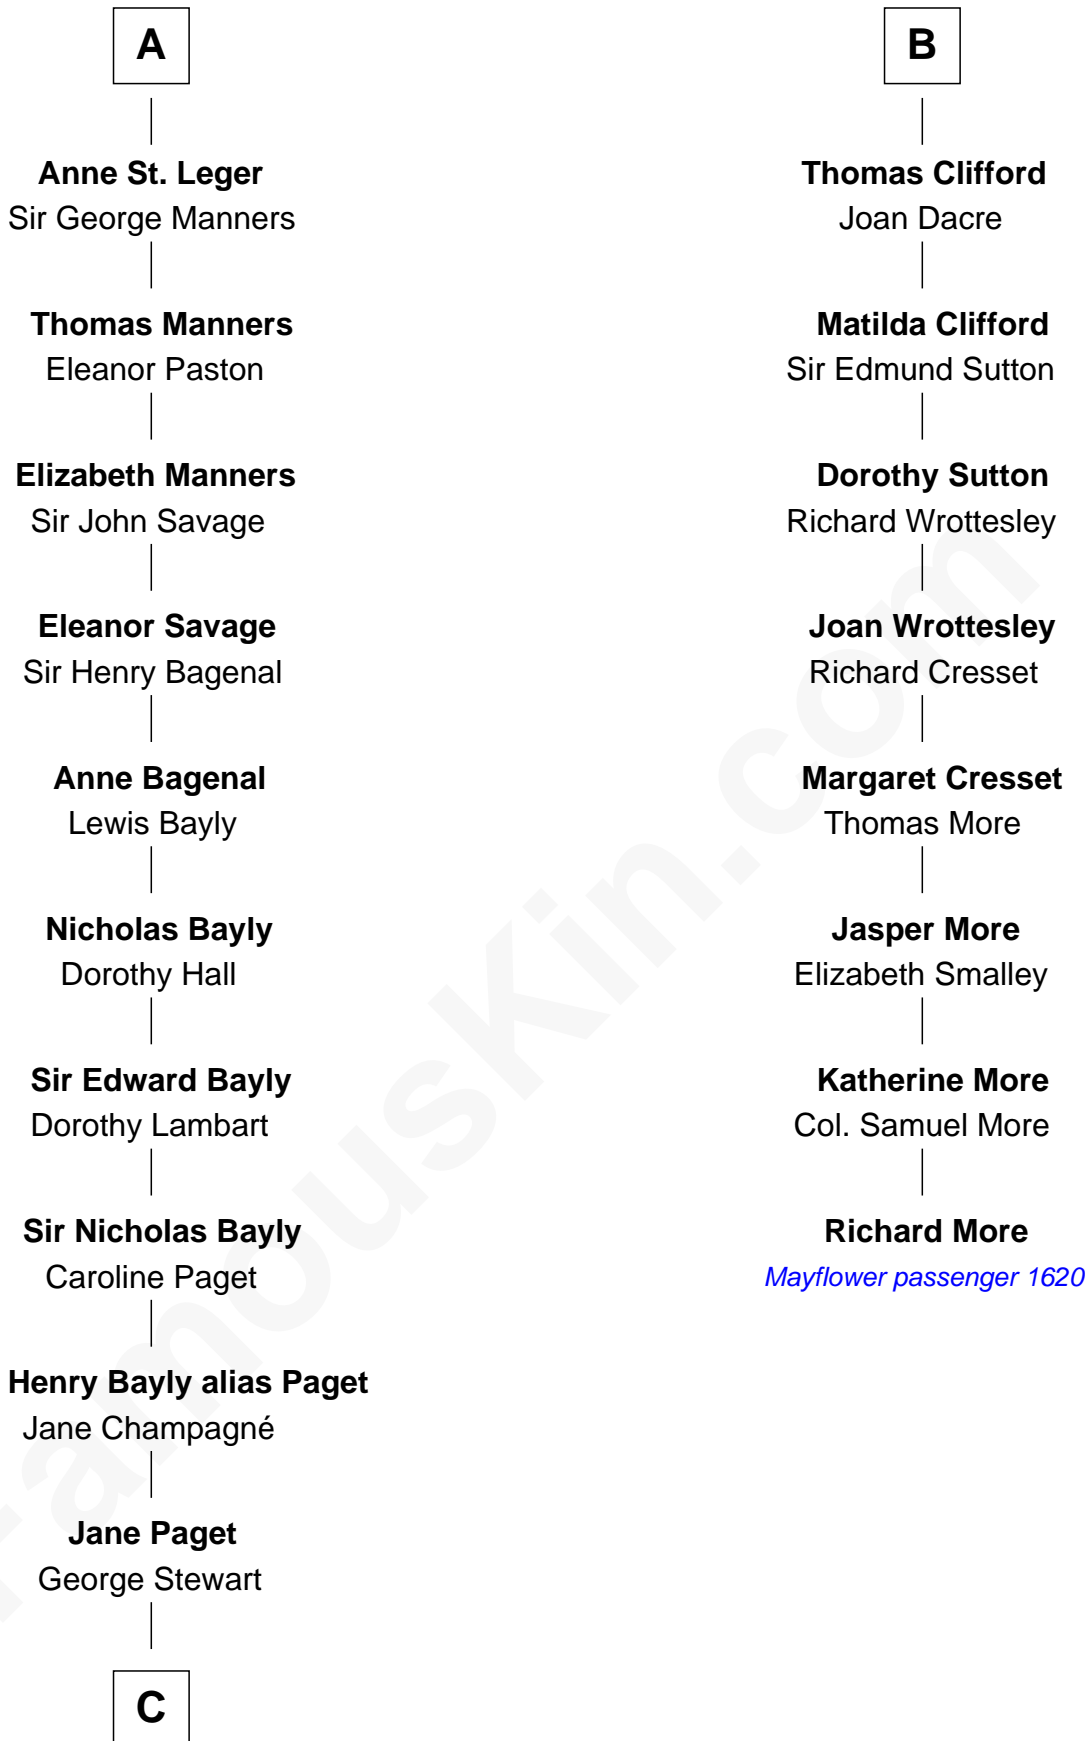 A
Anne St. Leger
Sir George Manners
Thomas Manners
Eleanor Paston
Elizabeth Manners
Sir John Savage
Eleanor Savage
Sir Henry Bagenal
Anne Bagenal
Lewis Bayly
Nicholas Bayly
Dorothy Hall
Sir Edward Bayly
Dorothy Lambart
Sir Nicholas Bayly
Caroline Paget
Henry Bayly alias Paget
Jane Champagné
Jane Paget
George Stewart
C
B
Thomas Clifford
Joan Dacre
Matilda Clifford
Sir Edmund Sutton
Dorothy Sutton
Richard Wrottesley
Joan Wrottesley
Richard Cresset
Margaret Cresset
Thomas More
Jasper More
Elizabeth Smalley
Katherine More
Col. Samuel More
Richard More
Mayflower passenger 1620
FamousKin.com